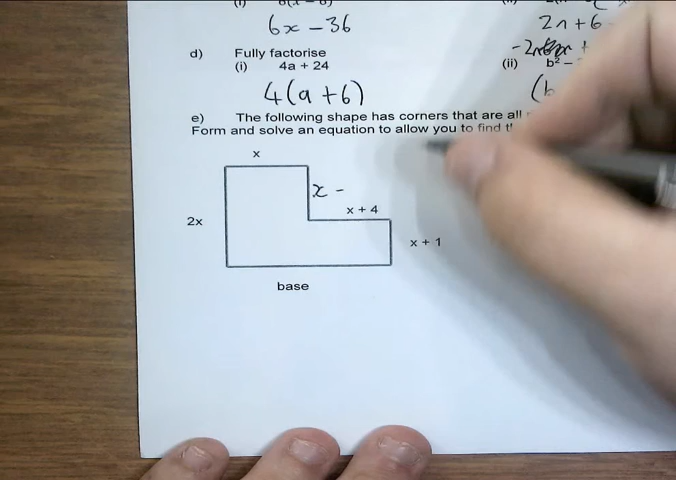 (i)
6x − 36
2n + 6
d) Fully factorise
(i) 4a + 24
(ii) b² −
4(a + 6)
(b
e) The following shape has corners that are all
Form and solve an equation to allow you to find
x
x −
x + 4
2x
x + 1
base